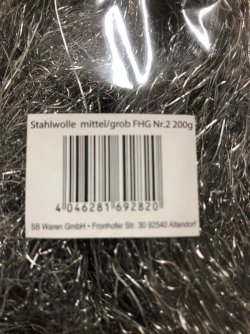 Stahlwolle mittel/grob FHG Nr.2 200g
4 046281 692820
SB Waren GmbH • Fronhofer Str. 30 92540 Altendorf